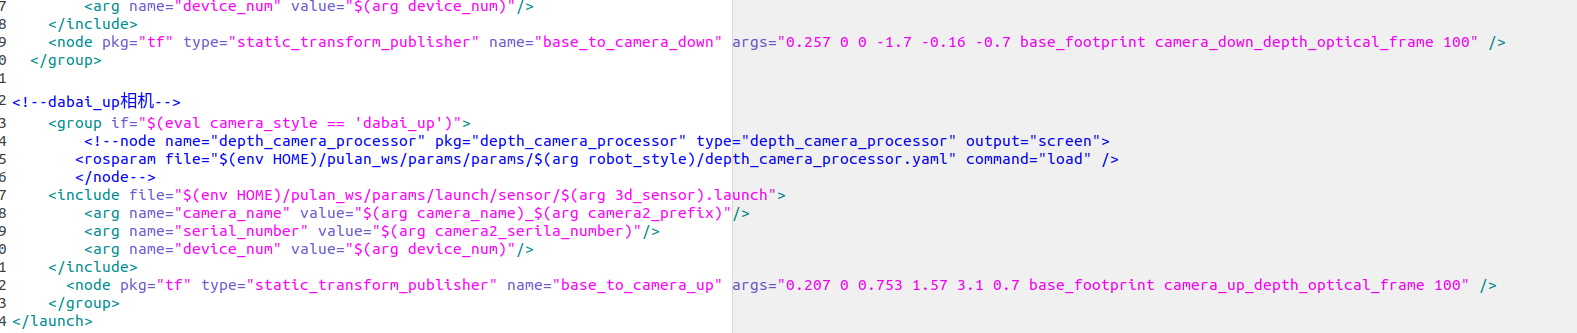 7         <arg name="device_num" value="$(arg device_num)"/>
8     </include>
9     <node pkg="tf" type="static_transform_publisher" name="base_to_camera_down" args="0.257 0 0 -1.7 -0.16 -0.7 base_footprint camera_down_depth_optical_frame 100" />
0   </group>
1
2 <!--dabai_up相机-->
3     <group if="$(eval camera_style == 'dabai_up')">
4         <!--node name="depth_camera_processor" pkg="depth_camera_processor" type="depth_camera_processor" output="screen">
5        <rosparam file="$(env HOME)/pulan_ws/params/params/$(arg robot_style)/depth_camera_processor.yaml" command="load" />
6        </node-->
7     <include file="$(env HOME)/pulan_ws/params/launch/sensor/$(arg 3d_sensor).launch">
8         <arg name="camera_name" value="$(arg camera_name)_$(arg camera2_prefix)"/>
9         <arg name="serial_number" value="$(arg camera2_serila_number)"/>
0         <arg name="device_num" value="$(arg device_num)"/>
1     </include>
2       <node pkg="tf" type="static_transform_publisher" name="base_to_camera_up" args="0.207 0 0.753 1.57 3.1 0.7 base_footprint camera_up_depth_optical_frame 100" />
3     </group>
4 </launch>